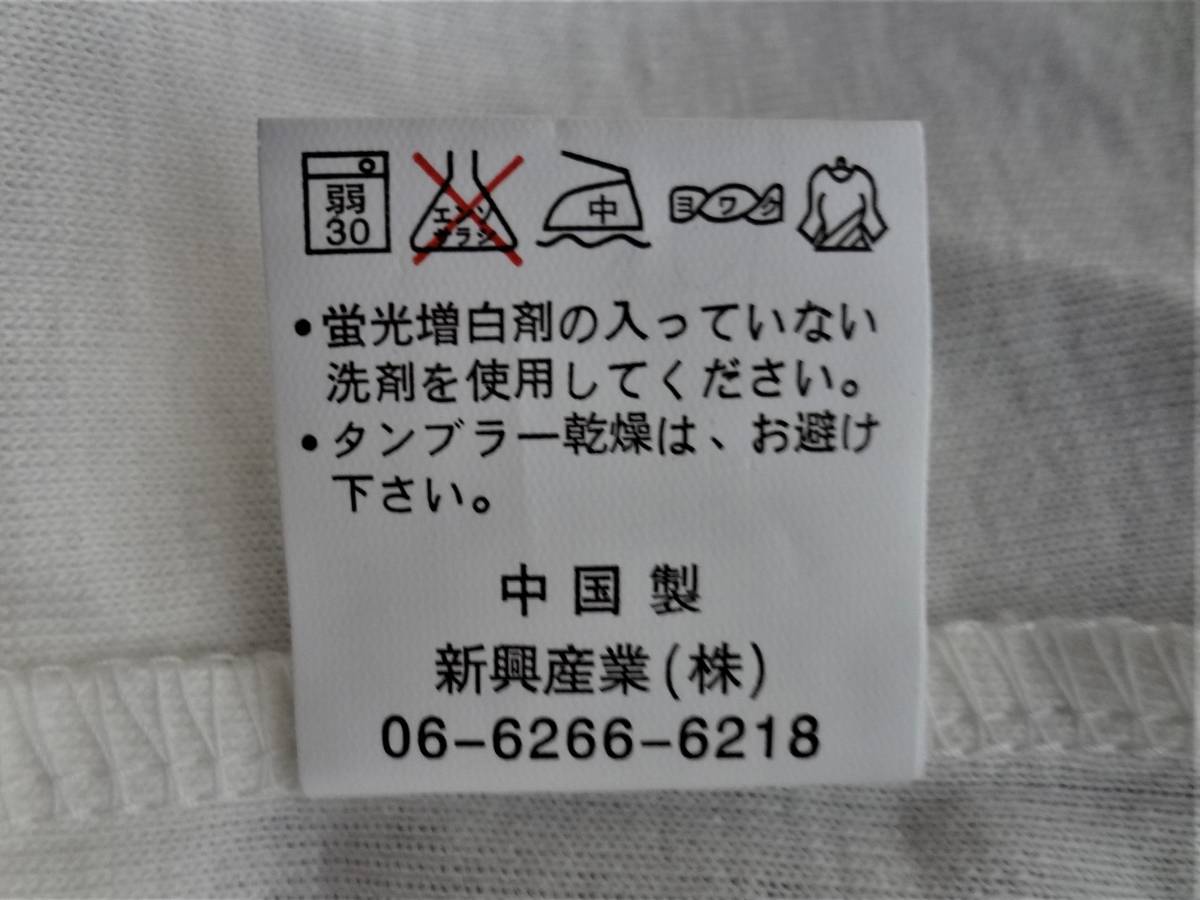 弱
30
エンソ
サラシ
中
ヨワク
•蛍光増白剤の入っていない
洗剤を使用してください。
•タンブラー乾燥は、お避け
下さい。
中国製
新興産業(株)
06-6266-6218